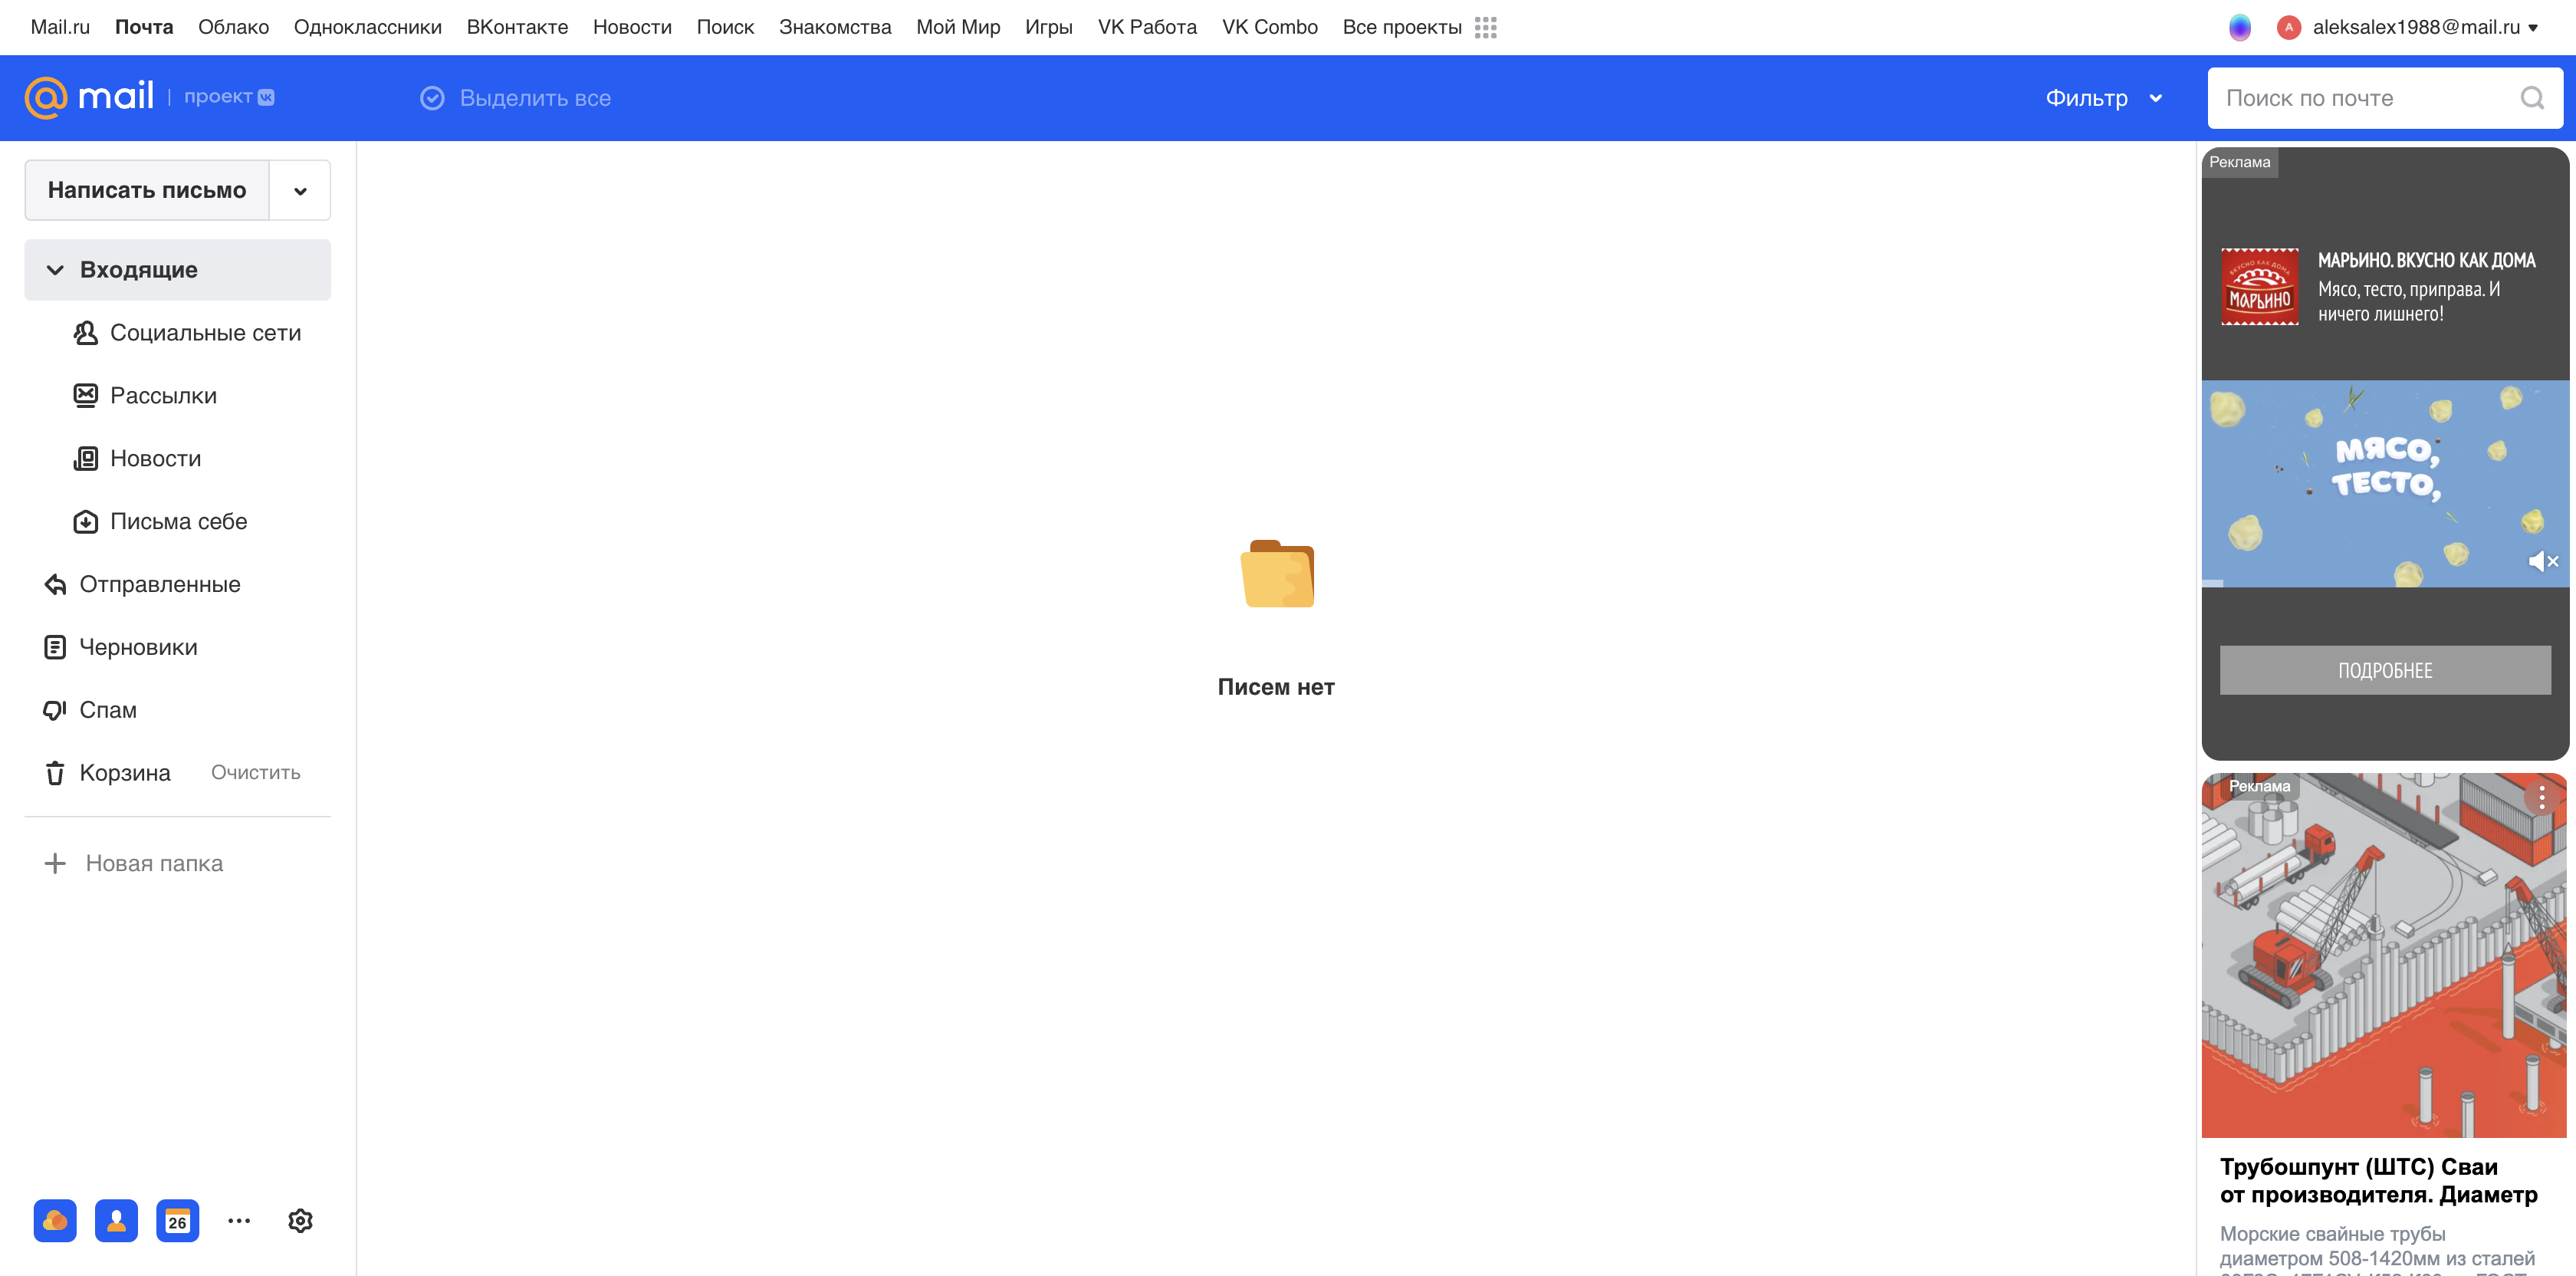 Mail.ru Почта Облако Одноклассники ВКонтакте Новости Поиск Знакомства Мой Мир Игры VK Работа VK Combo Все проекты
A aleksalex1988@mail.ru
@mail | проект
Выделить все
Фильтр
Поиск по почте
Написать письмо
Входящие
Социальные сети
Рассылки
Новости
Письма себе
Отправленные
Черновики
Спам
Корзина Очистить
Новая папка
26
Писем нет
Реклама
ВКУСНО КАК ДОМА
МАРЬИНО
МАРЬИНО. ВКУСНО КАК ДОМА
Мясо, тесто, приправа. И
ничего лишнего!
МЯСО,
ТЕСТО,
ПОДРОБНЕЕ
Реклама
Трубошпунт (ШТС) Сваи
от производителя. Диаметр
Морские свайные трубы
диаметром 508-1420мм из сталей